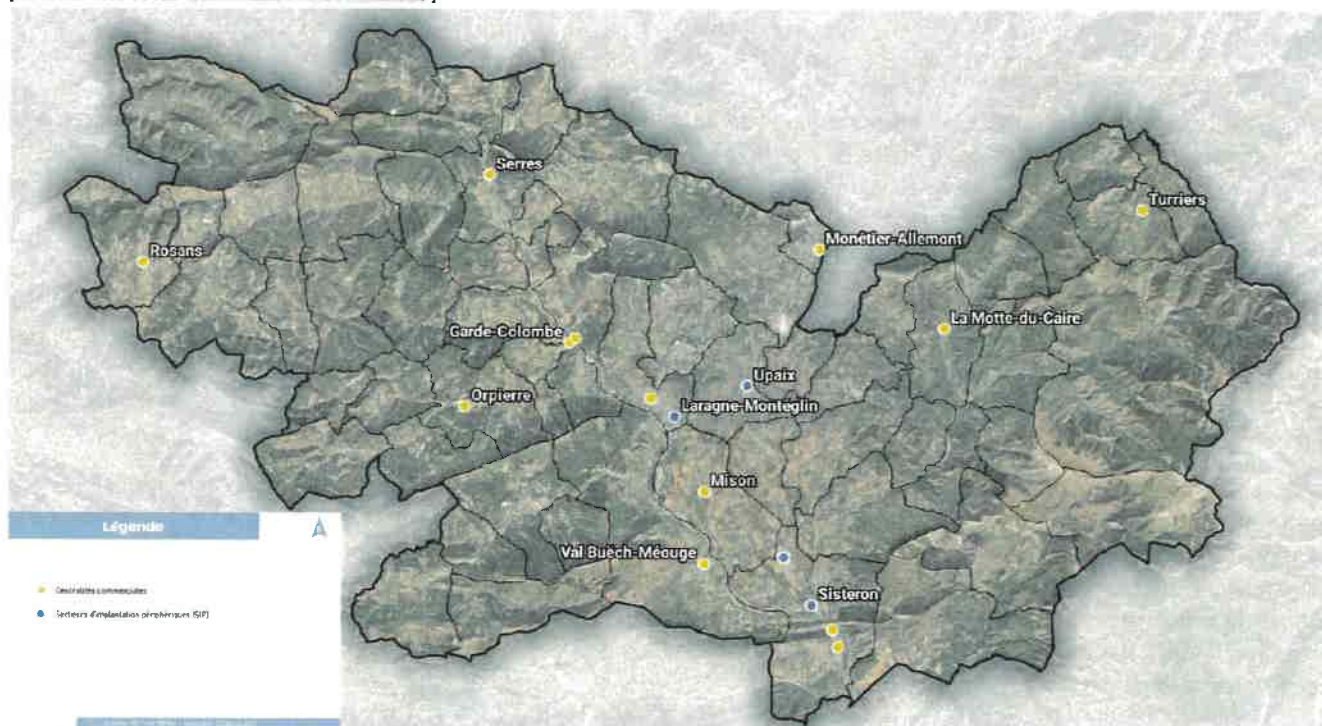 Serres
Turriers
Rosans
Monêtier-Allemont
La Motte-du-Caire
Garde-Colombe
Upaix
Orpierre
Laragne-Montéglin
Mison
Légende
Val Buëch-Méouge
Centralités commerciales
Sisteron
Secteurs d'implantation périphériques (SIP)